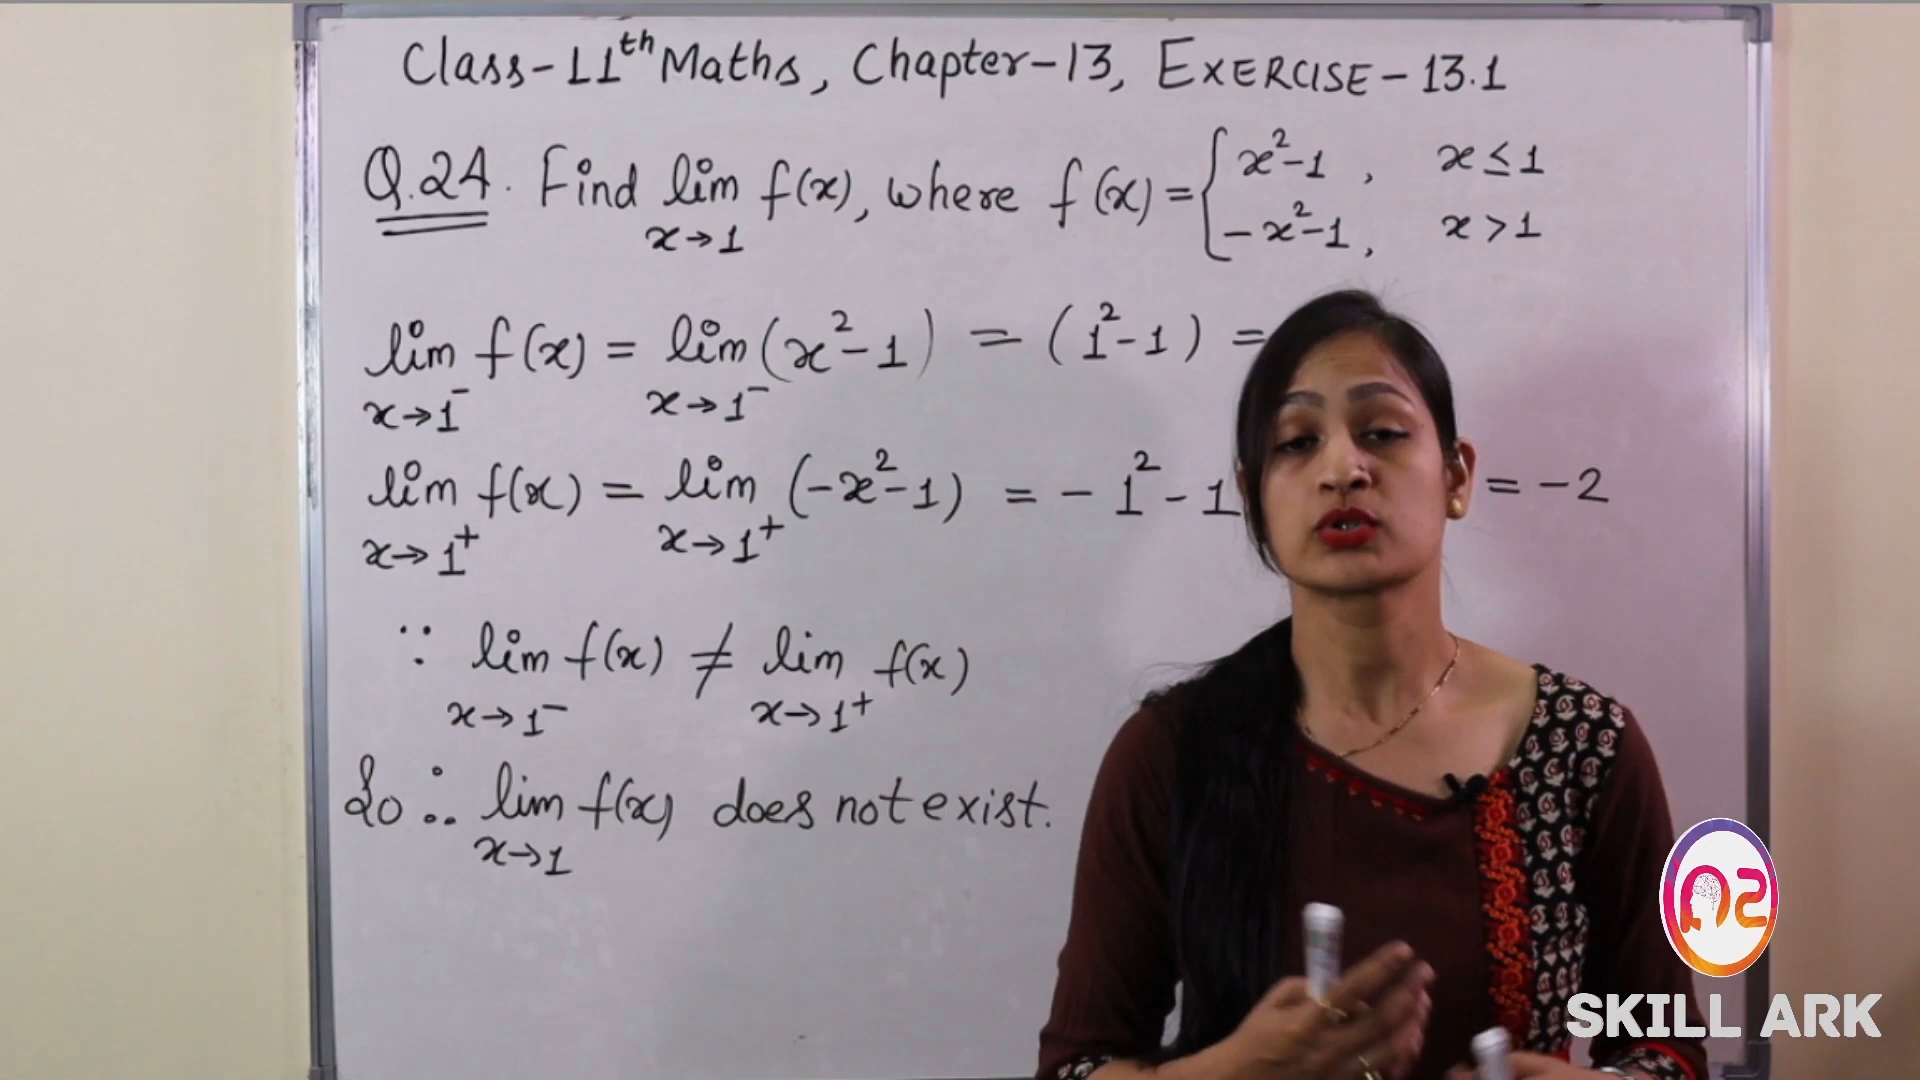 Class-11th Maths, Chapter-13, EXERCISE-13.1
Q.24. Find lim f(x), where f(x) = { x²-1 , x ≤ 1
x→1 -x²-1, x > 1
lim f(x) = lim (x²-1) = (1²-1) =
x→1⁻ x→1⁻
lim f(x) = lim (-x²-1) = -1²-1 = -2
x→1⁺ x→1⁺
∵ lim f(x) ≠ lim f(x)
x→1⁻ x→1⁺
So ∴ lim f(x) does not exist.
x→1
SKILL ARK